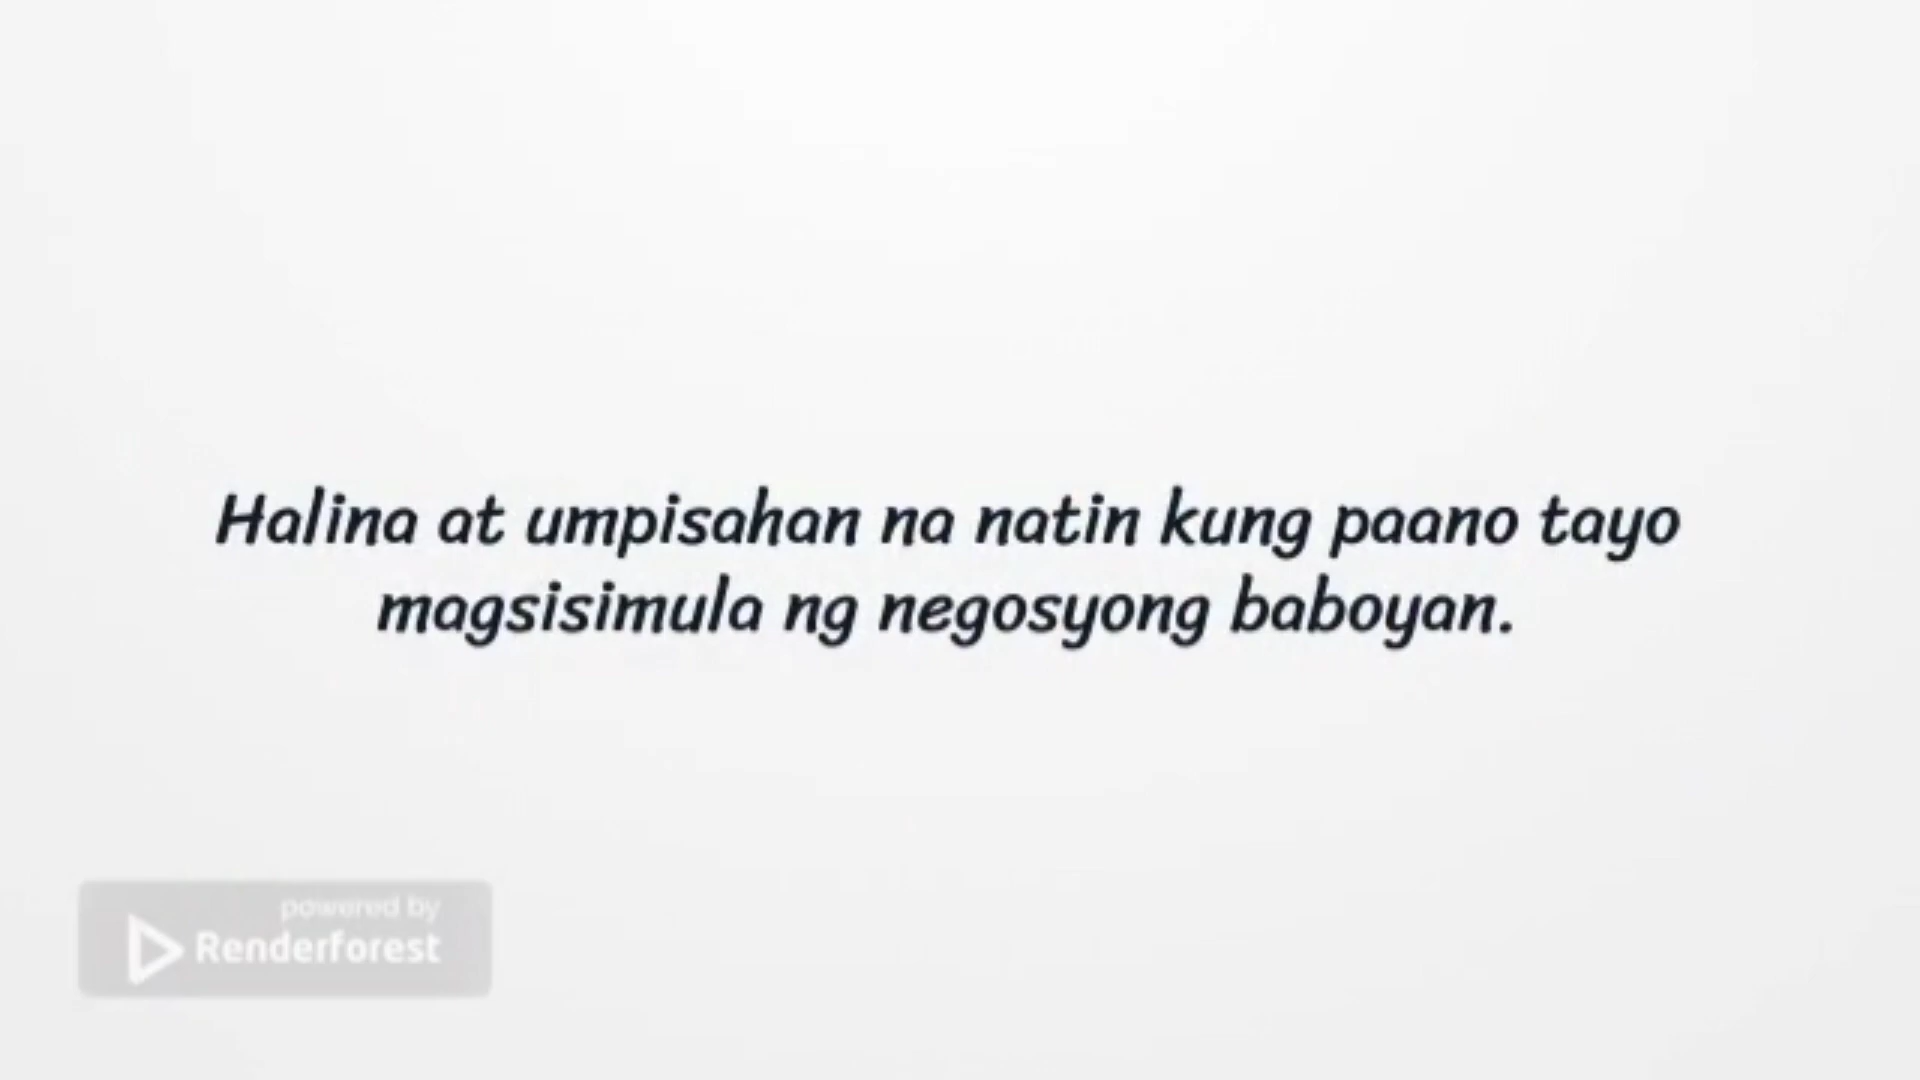 Halina at umpisahan na natin kung paano tayo
magsisimula ng negosyong baboyan.
powered by
Renderforest